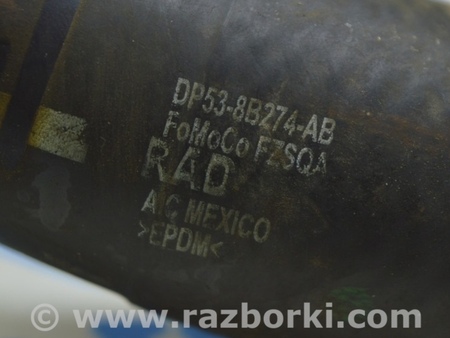 DP53-8B274-AB
FoMoCo FZSQA
RAD
A/C MEXICO
>EPDM<
© www.razborki.com